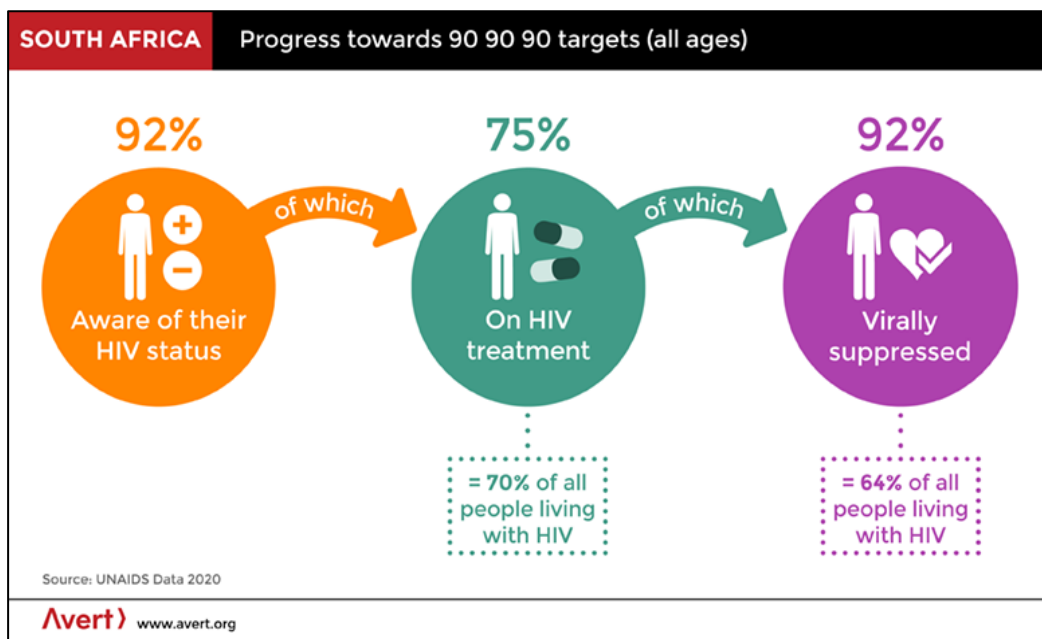 SOUTH AFRICA
Progress towards 90 90 90 targets (all ages)
92%
of which
Aware of their
HIV status
75%
of which
On HIV
treatment
= 70% of all
people living
with HIV
92%
Virally
suppressed
= 64% of all
people living
with HIV
Source: UNAIDS Data 2020
Avert www.avert.org